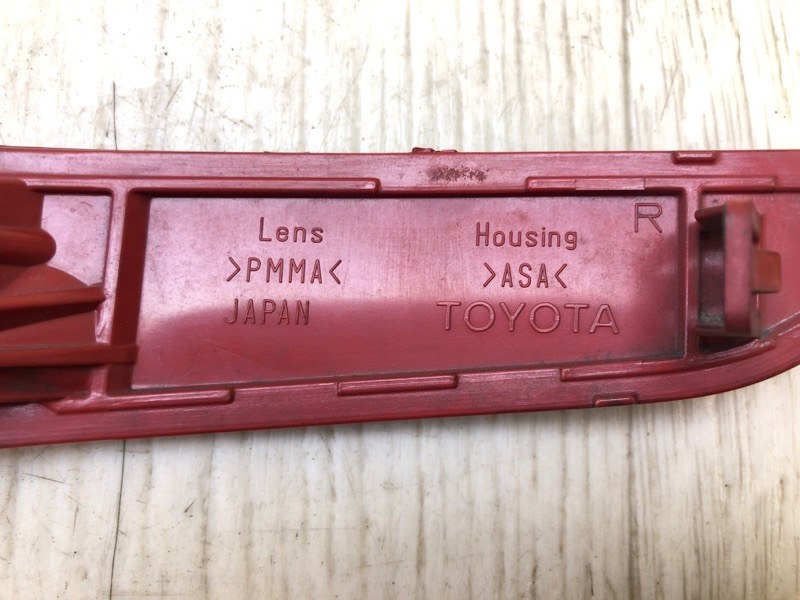 Lens
>PMMA<
JAPAN
Housing
>ASA<
TOYOTA
R